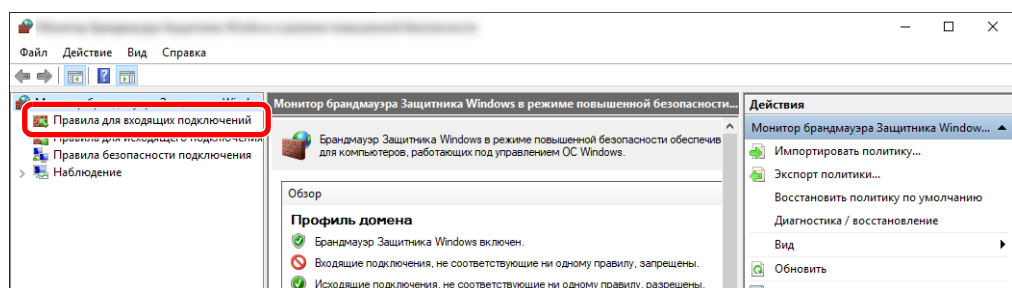 Файл Действие Вид Справка
Правила для входящих подключений
Правила безопасности подключения
Наблюдение
Монитор брандмауэра Защитника Windows в режиме повышенной безопасности...
Брандмауэр Защитника Windows в режиме повышенной безопасности обеспечив
для компьютеров, работающих под управлением ОС Windows.
Обзор
Профиль домена
Брандмауэр Защитника Windows включен.
Входящие подключения, не соответствующие ни одному правилу, запрещены.
Исходящие подключения, не соответствующие ни одному правилу, разрешены.
Действия
Монитор брандмауэра Защитника Window...
Импортировать политику...
Экспорт политики...
Восстановить политику по умолчанию
Диагностика / восстановление
Вид
Обновить